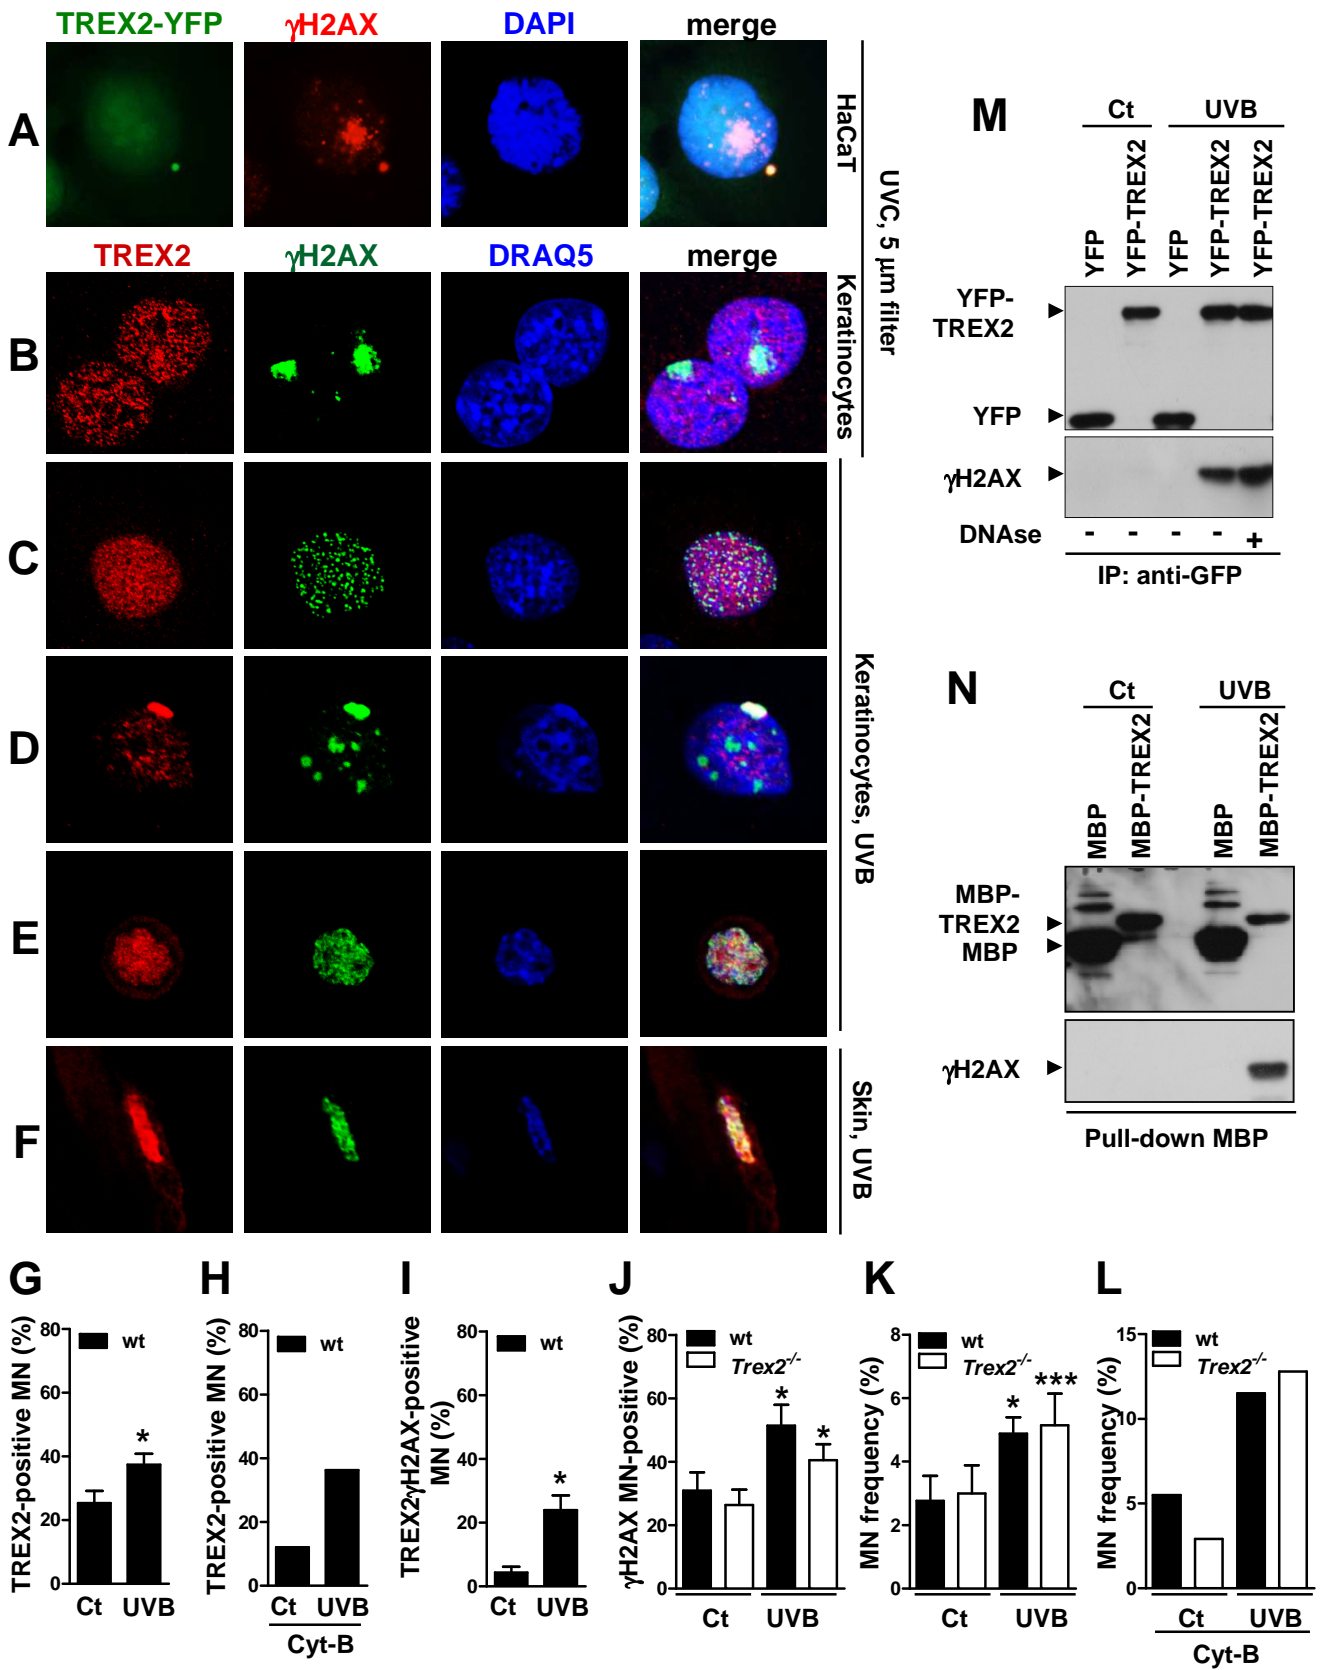 TREX2-YFP γH2AX DAPI merge
A
HaCaT
UVC, 5 µm filter
TREX2 γH2AX DRAQ5 merge
B
Keratinocytes
C
D
Keratinocytes, UVB
E
F
Skin, UVB
M
Ct UVB
YFP YFP-TREX2 YFP YFP-TREX2 YFP-TREX2
YFP-
TREX2
YFP
γH2AX
DNAse - - - - +
IP: anti-GFP
N
Ct UVB
MBP MBP-TREX2 MBP MBP-TREX2
MBP-
TREX2
MBP
γH2AX
Pull-down MBP
G
TREX2-positive MN (%)
80
60
40
20
0
wt
*
Ct UVB
H
TREX2-positive MN (%)
80
60
40
20
0
wt
Ct UVB
Cyt-B
I
TREX2γH2AX-positive
MN (%)
80
60
40
20
0
wt
*
Ct UVB
J
γH2AX MN-positive (%)
80
60
40
20
0
wt
Trex2-/-
* *
Ct UVB
K
MN frequency (%)
8
6
4
2
0
wt
Trex2-/-
* ***
Ct UVB
L
MN frequency (%)
15
10
5
0
wt
Trex2-/-
Ct UVB
Cyt-B